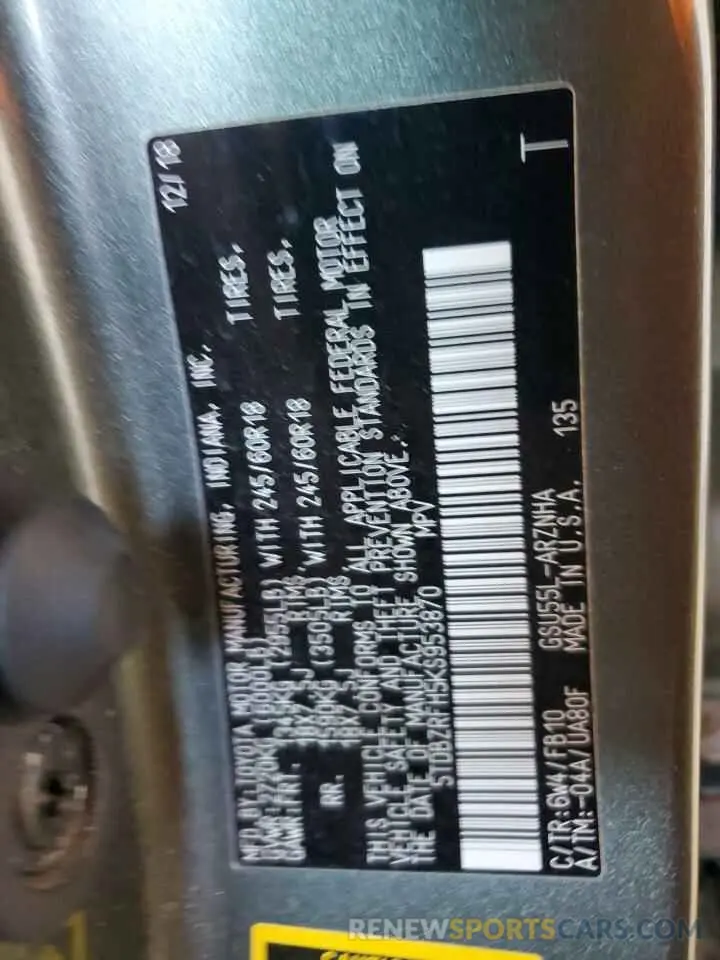 MFD.BY:TOYOTA MOTOR MANUFACTURING, INDIANA, INC. 12/18
GVWR: 2720KG (6000LB)
GAWR:FRT. 1340KG (2955LB) WITH 245/60R18 TIRES,
18X7.5J RIMS,
RR. 1590KG (3505LB) WITH 245/60R18 TIRES,
18X7.5J RIMS,
THIS VEHICLE CONFORMS TO ALL APPLICABLE FEDERAL MOTOR
VEHICLE SAFETY AND THEFT PREVENTION STANDARDS IN EFFECT ON
THE DATE OF MANUFACTURE SHOWN ABOVE.
5TDBZRFH5KS953870 MPV
C/TR:6W4/FB10 GSU55L-ARZNHA T
A/TM:-04A/UA80F MADE IN U.S.A. 135
RENEWSPORTSCARS.COM